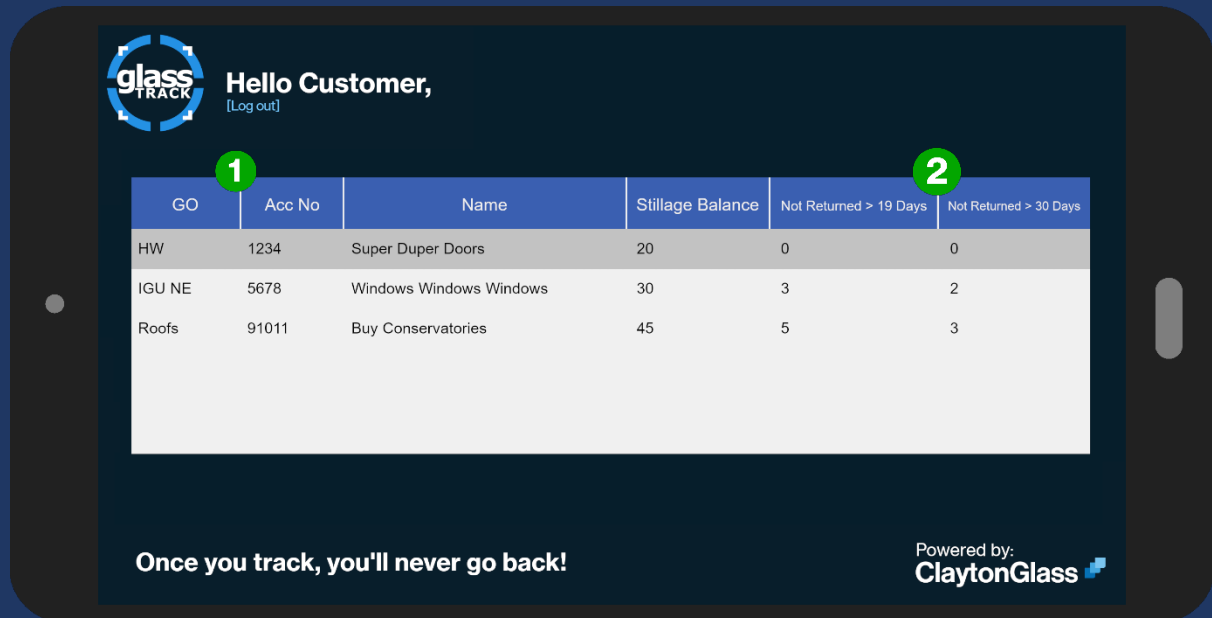 glass
TRACK
Hello Customer,
[Log out]
1
2
GO Acc No Name Stillage Balance Not Returned > 19 Days Not Returned > 30 Days
HW 1234 Super Duper Doors 20 0 0
IGU NE 5678 Windows Windows Windows 30 3 2
Roofs 91011 Buy Conservatories 45 5 3
Once you track, you'll never go back!
Powered by:
ClaytonGlass